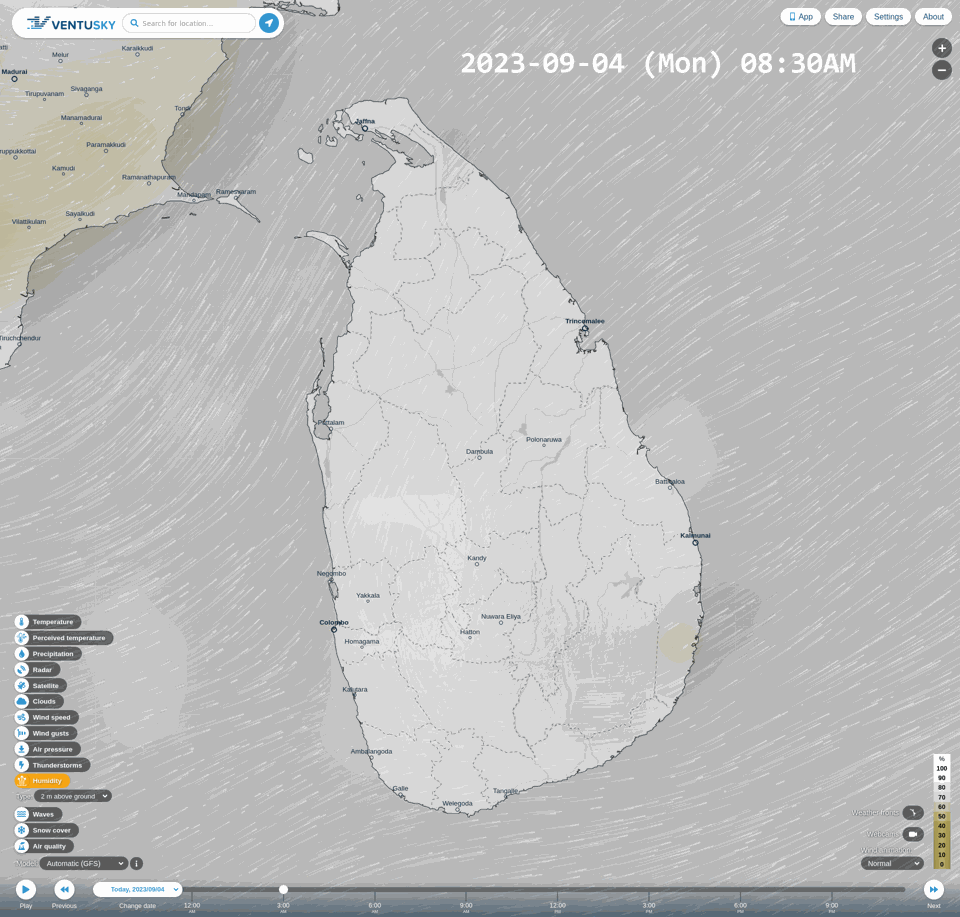 VENTUSKY
Search for location...
App
Share
Settings
About
2023-09-04 (Mon) 08:30AM
+
−
Karaikkudi
Melur
Madurai
Sivaganga
Tirupuvanam
Tondi
Manamadurai
Paramakkudi
ruppukkottai
Kamudi
Ramanathapuram
Mandapam
Rameswaram
Sayalkudi
Vilattikulam
Tiruchchendur
Jaffna
Trincomalee
Puttalam
Polonaruwa
Dambula
Batticaloa
Kalmunai
Kandy
Negombo
Yakkala
Nuwara Eliya
Colombo
Hatton
Homagama
Kalutara
Ambalangoda
Galle
Tangalle
Welegoda
Temperature
Perceived temperature
Precipitation
Radar
Satellite
Clouds
Wind speed
Wind gusts
Air pressure
Thunderstorms
Humidity
Type 2 m above ground
Waves
Snow cover
Air quality
Model Automatic (GFS) i
%
100
90
80
70
60
50
40
30
20
10
0
Weather fronts
Webcams
Wind animation
Normal
Play
Previous
Today, 2023/09/04
Change date
12:00
AM
3:00
AM
6:00
AM
9:00
AM
12:00
PM
3:00
PM
6:00
PM
9:00
PM
Next